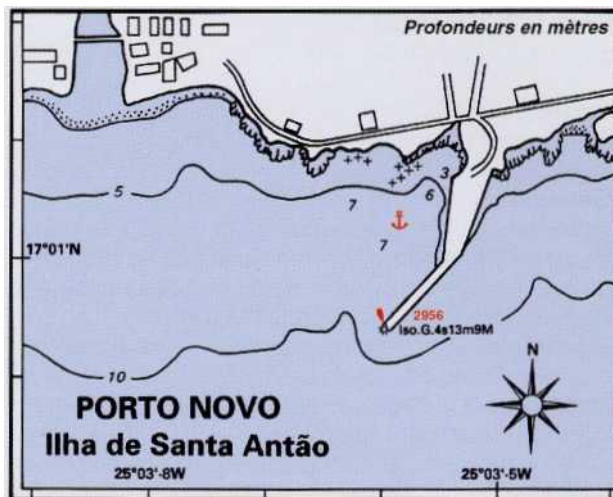 Profondeurs en mètres
3
5
6
7
7
17°01'N
2956
Iso.G.4s13m9M
10
PORTO NOVO
Ilha de Santa Antão
N
25°03'·8W
25°03'·5W